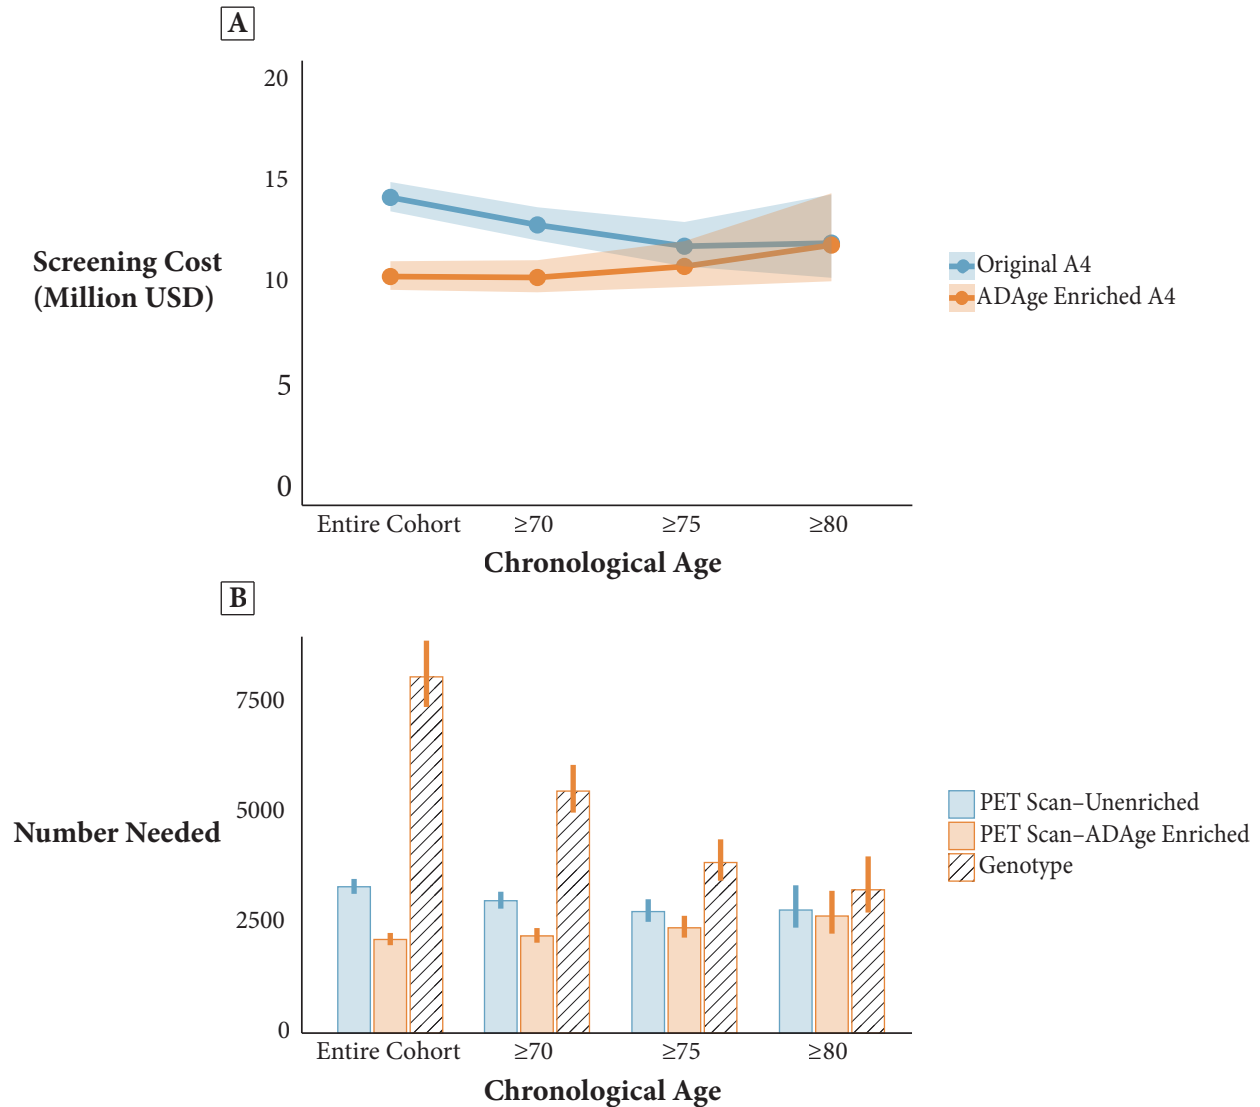 A
20
15
10
5
0
Screening Cost
(Million USD)
Original A4
ADAge Enriched A4
Entire Cohort
≥70
≥75
≥80
Chronological Age
B
7500
5000
2500
0
Number Needed
PET Scan–Unenriched
PET Scan–ADAge Enriched
Genotype
Entire Cohort
≥70
≥75
≥80
Chronological Age